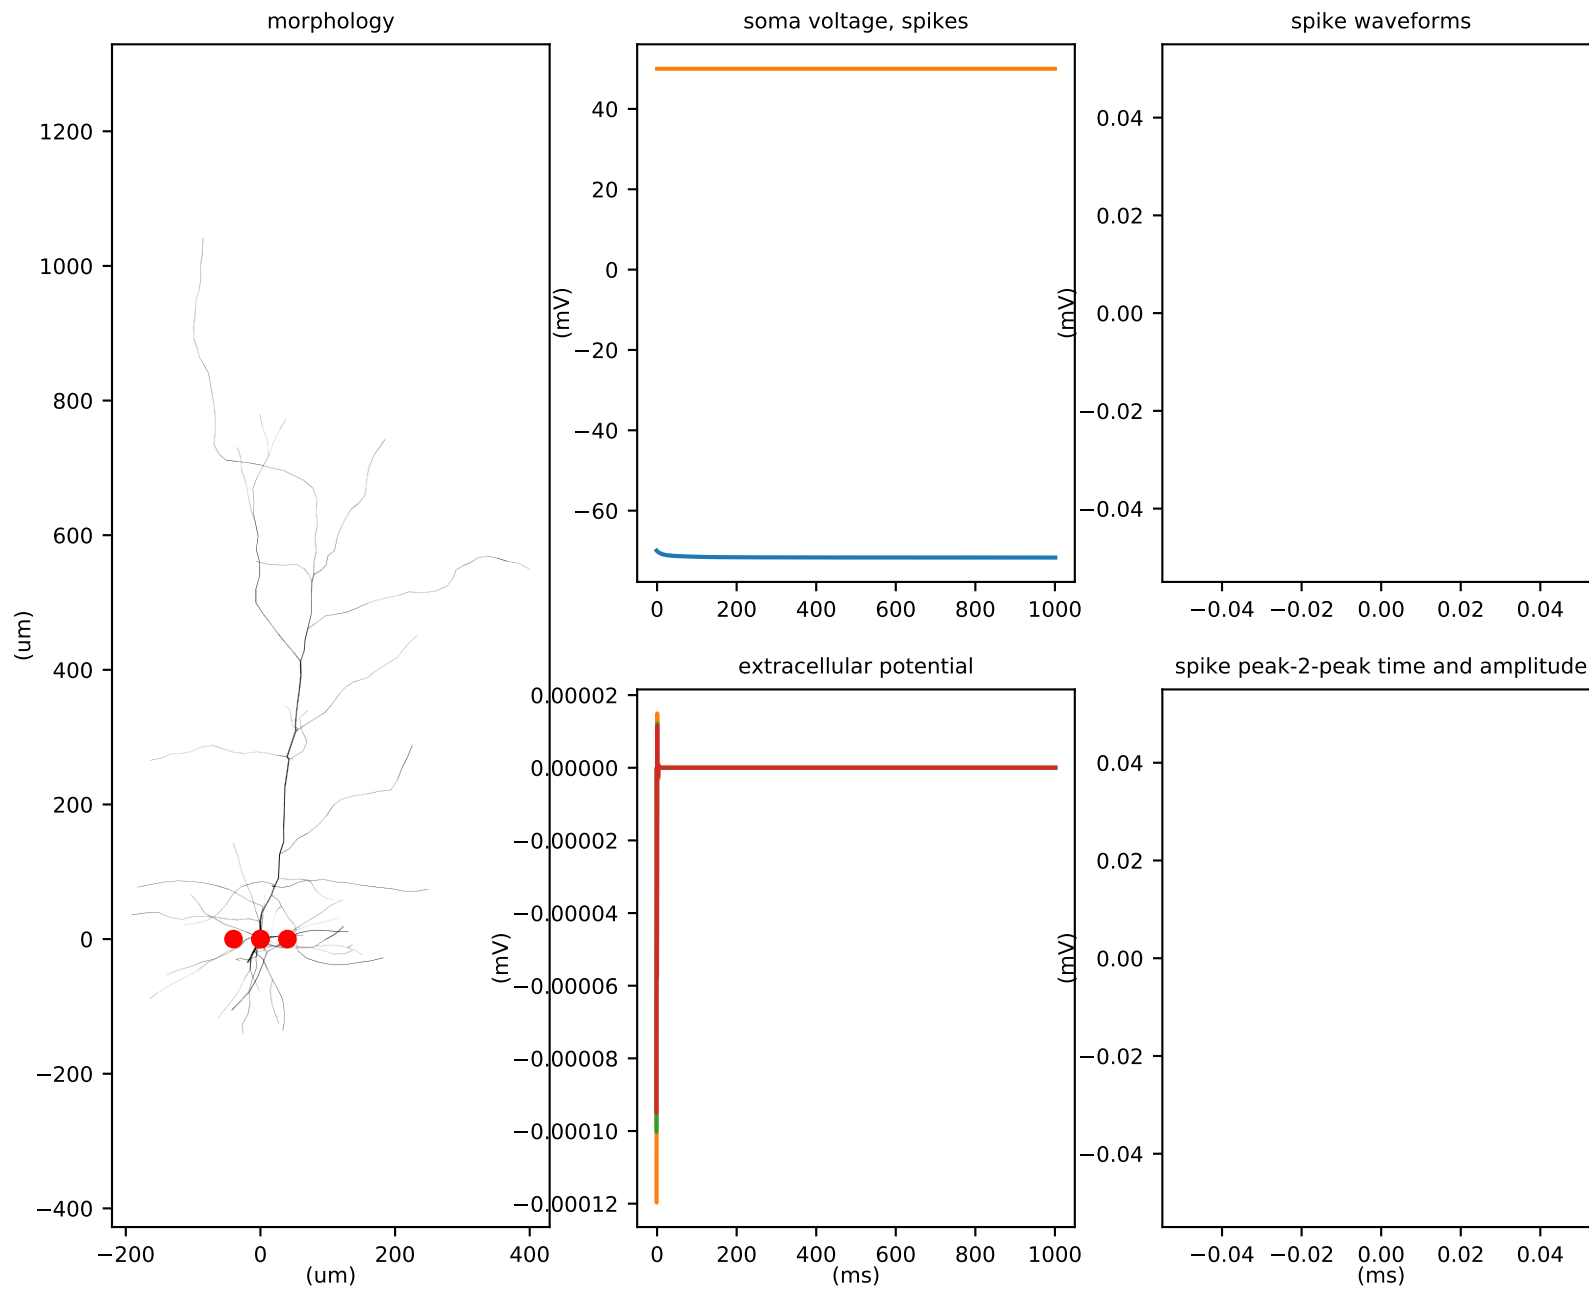 morphology
1200
1000
800
600
400
200
0
−200
−400
(um)
−200 0 200 400
(um)
soma voltage, spikes
40
20
0
−20
−40
−60
(mV)
0 200 400 600 800 1000
spike waveforms
0.04
0.02
0.00
−0.02
−0.04
(mV)
−0.04 −0.02 0.00 0.02 0.04
extracellular potential
0.00002
0.00000
−0.00002
−0.00004
−0.00006
−0.00008
−0.00010
−0.00012
(mV)
0 200 400 600 800 1000
(ms)
spike peak-2-peak time and amplitude
0.04
0.02
0.00
−0.02
−0.04
(mV)
−0.04 −0.02 0.00 0.02 0.04
(ms)